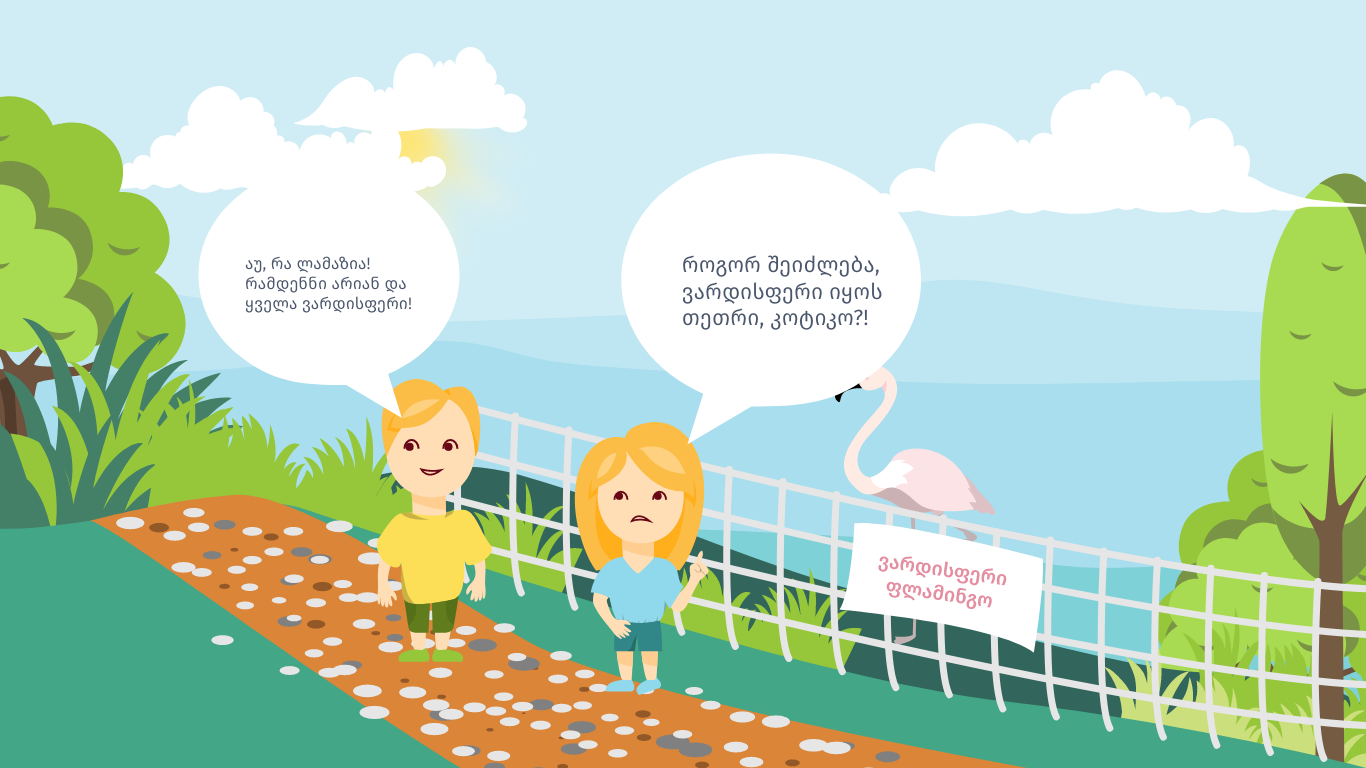 აუ, რა ლამაზია!
რამდენნი არიან და
ყველა ვარდისფერი!
როგორ შეიძლება,
ვარდისფერი იყოს
თეთრი, კოტიკო?!
ვარდისფერი
ფლამინგო